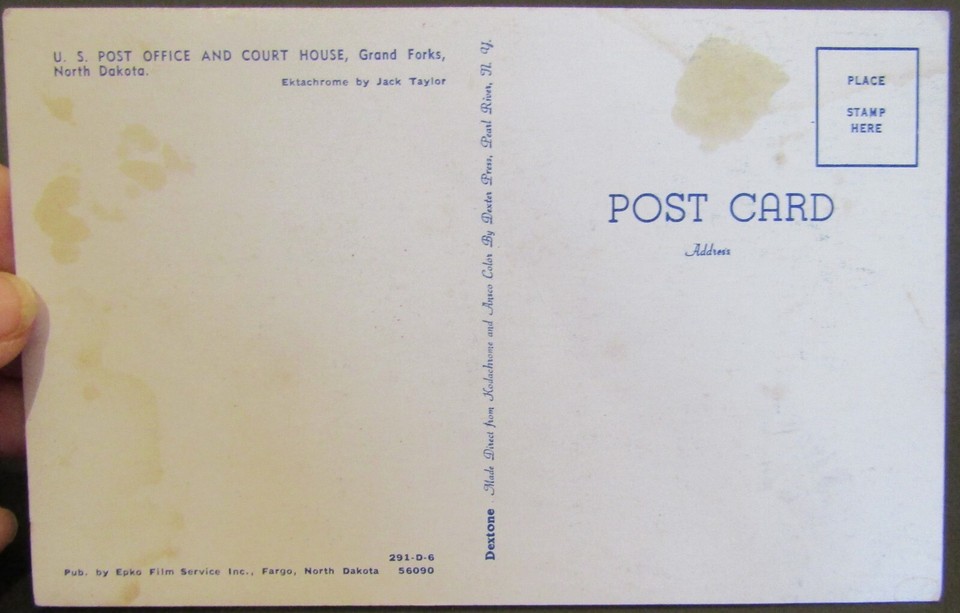 U. S. POST OFFICE AND COURT HOUSE, Grand Forks,
North Dakota.
Ektachrome by Jack Taylor
291-D-6
Pub. by Epko Film Service Inc., Fargo, North Dakota 56090
Dextone Made Direct from Kodachrome and Ansco Color By Dexter Press, Pearl River, N. Y.
PLACE
STAMP
HERE
POST CARD
Address